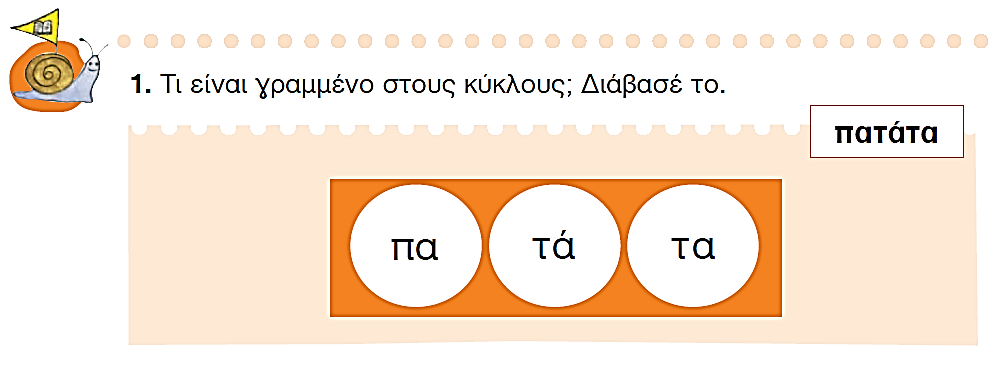 1. Τι είναι γραμμένο στους κύκλους; Διάβασέ το.
πατάτα
πα τά τα